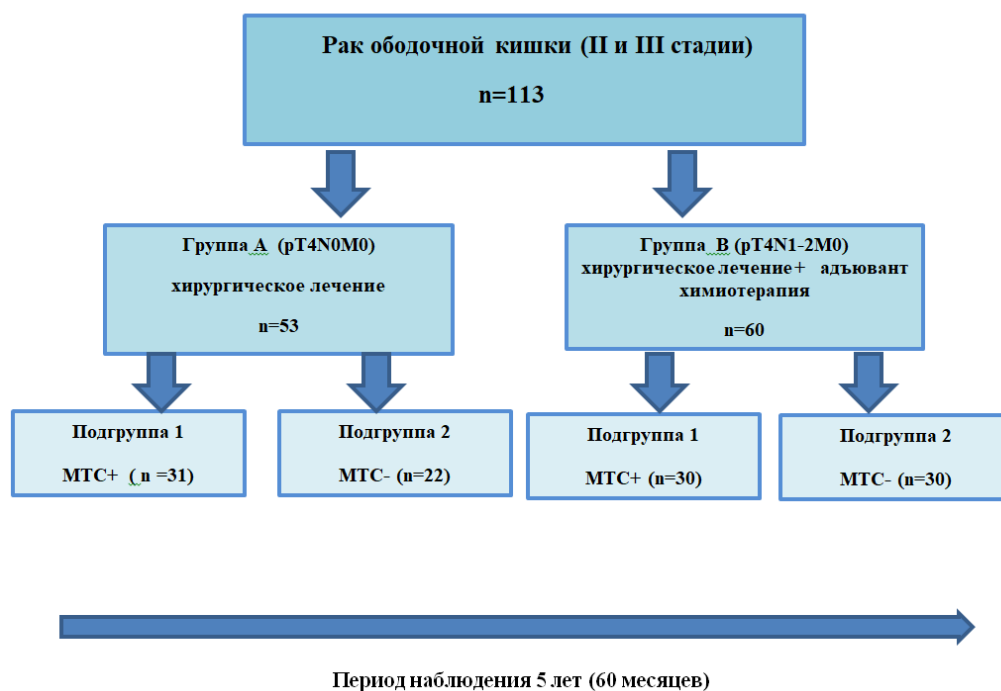 Рак ободочной кишки (II и III стадии)
n=113
Группа А (pT4N0M0)
хирургическое лечение
n=53
Группа В (pT4N1-2M0)
хирургическое лечение+ адъювант
химиотерапия
n=60
Подгруппа 1
МТС+ ( n =31)
Подгруппа 2
МТС- (n=22)
Подгруппа 1
МТС+ (n=30)
Подгруппа 2
МТС- (n=30)
Период наблюдения 5 лет (60 месяцев)